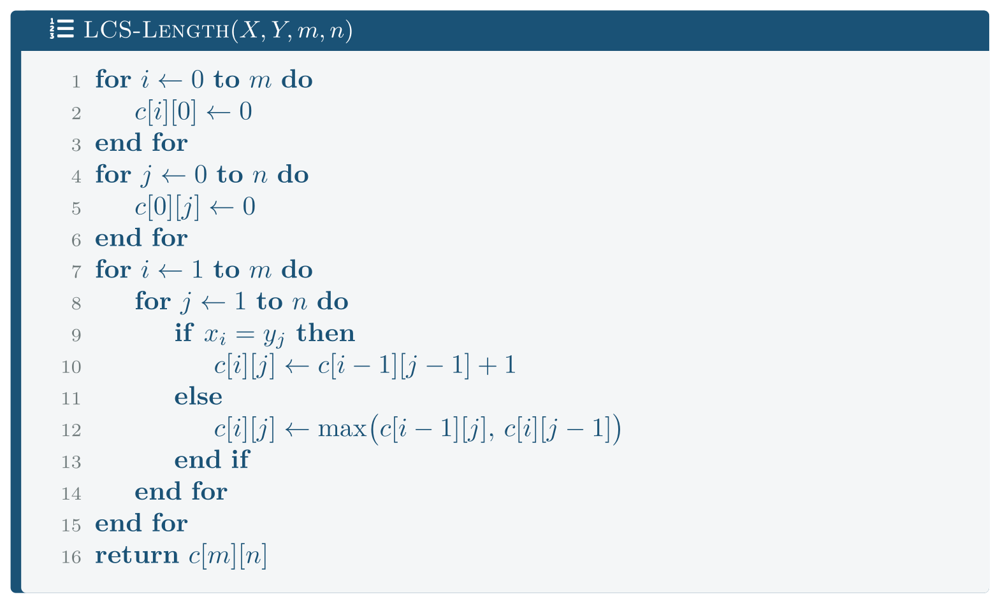 LCS-Length(X, Y, m, n)
1 for i ← 0 to m do
2 c[i][0] ← 0
3 end for
4 for j ← 0 to n do
5 c[0][j] ← 0
6 end for
7 for i ← 1 to m do
8 for j ← 1 to n do
9 if x_i = y_j then
10 c[i][j] ← c[i − 1][j − 1] + 1
11 else
12 c[i][j] ← max(c[i − 1][j], c[i][j − 1])
13 end if
14 end for
15 end for
16 return c[m][n]